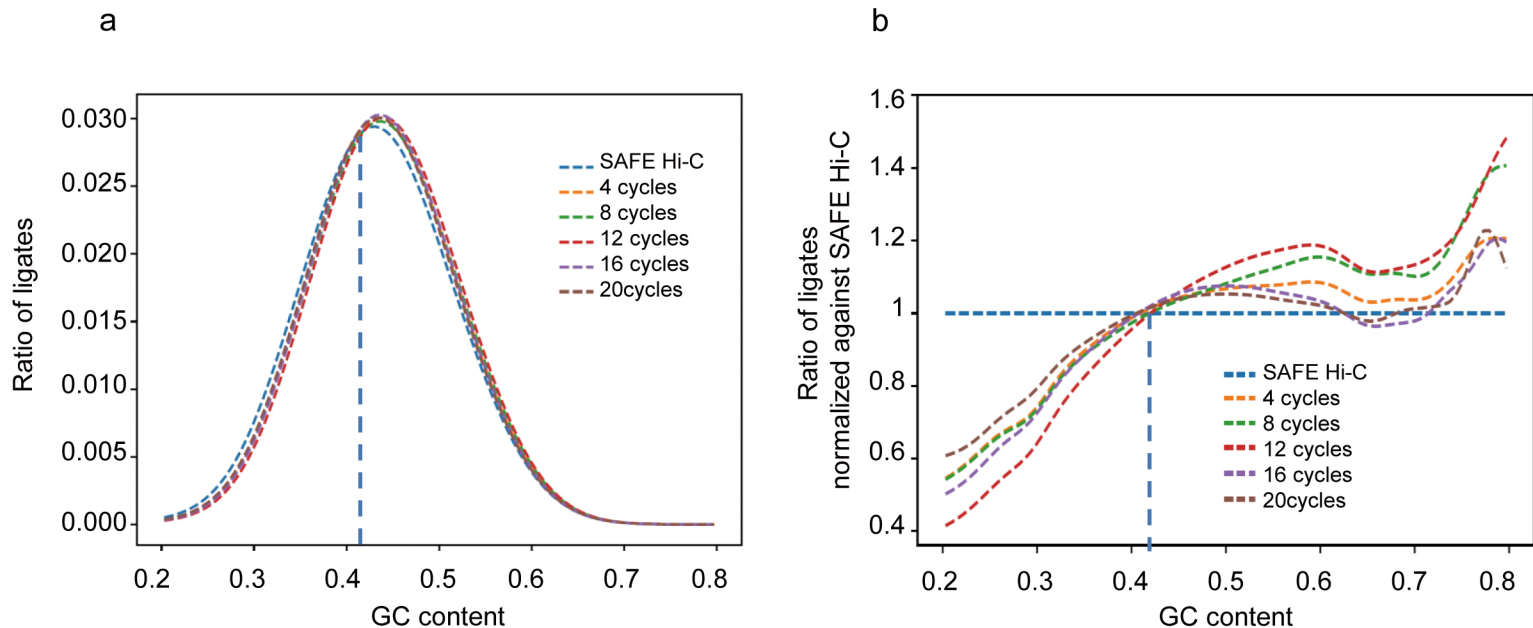 a
Ratio of ligates
0.030
0.025
0.020
0.015
0.010
0.005
0.000
0.2 0.3 0.4 0.5 0.6 0.7 0.8
GC content
SAFE Hi-C
4 cycles
8 cycles
12 cycles
16 cycles
20cycles
b
Ratio of ligates
normalized against SAFE Hi-C
1.6
1.4
1.2
1
0.8
0.6
0.4
0.2 0.3 0.4 0.5 0.6 0.7 0.8
GC content
SAFE Hi-C
4 cycles
8 cycles
12 cycles
16 cycles
20cycles